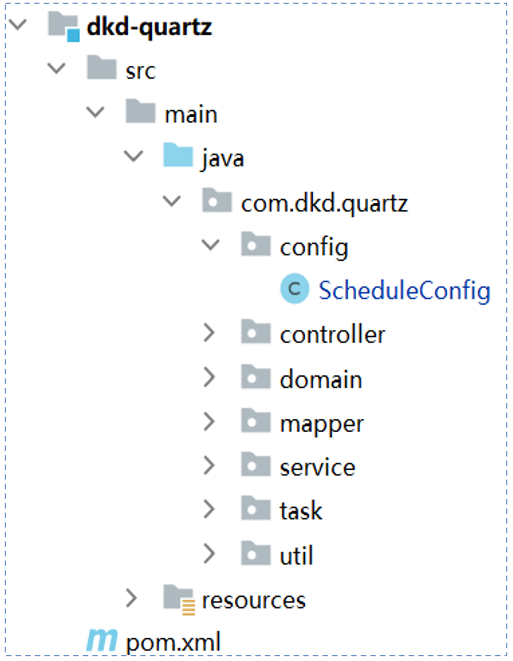 dkd-quartz
src
main
java
com.dkd.quartz
config
C ScheduleConfig
controller
domain
mapper
service
task
util
resources
m pom.xml